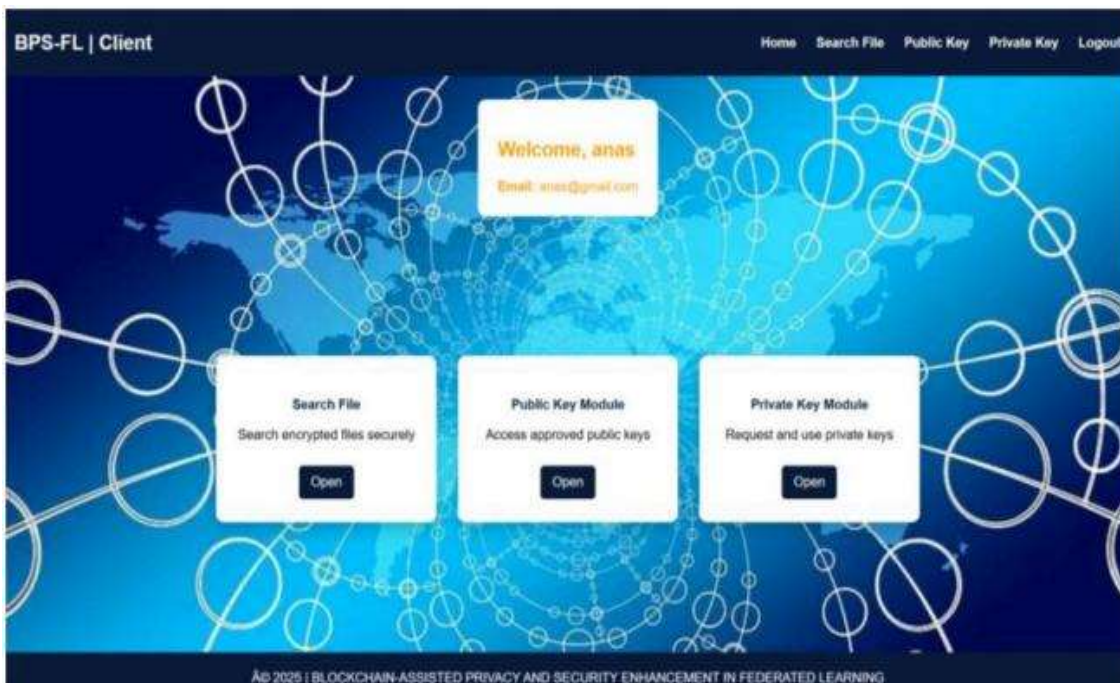 BPS-FL | Client
Home Search File Public Key Private Key Logout
Welcome, anas
Email: anas@gmail.com
Search File
Search encrypted files securely
Open
Public Key Module
Access approved public keys
Open
Private Key Module
Request and use private keys
Open
Â© 2025 | BLOCKCHAIN-ASSISTED PRIVACY AND SECURITY ENHANCEMENT IN FEDERATED LEARNING